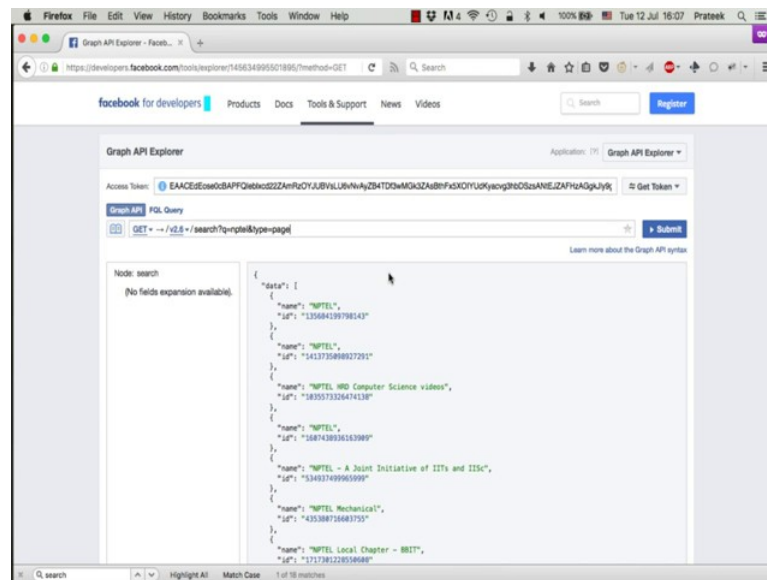 Firefox File Edit View History Bookmarks Tools Window Help 4 100% Tue 12 Jul 16:07 Prateek
Graph API Explorer - Faceb...
https://developers.facebook.com/tools/explorer/145634995501895/?method=GET Search
facebook for developers Products Docs Tools & Support News Videos Search Register
Graph API Explorer Application: [?] Graph API Explorer
Access Token: Get Token
Graph API FQL Query
GET → /v2.6 /search?q=nptel&type=page Submit
Learn more about the Graph API syntax
Node: search
(No fields expansion available).
{
"data": [
{
"name": "NPTEL",
"id": "135684199798143"
},
{
"name": "NPTEL",
"id": "1413735898927291"
},
{
"name": "NPTEL HRD Computer Science videos",
"id": "1035573326474138"
},
{
"name": "NPTEL",
"id": "1687438936163909"
},
{
"name": "NPTEL - A Joint Initiative of IITs and IISc",
"id": "534937499965999"
},
{
"name": "NPTEL Mechanical",
"id": "435380716603755"
},
{
"name": "NPTEL Local Chapter - BBIT",
"id": "1717301228550608"
search Highlight All Match Case 1 of 18 matches